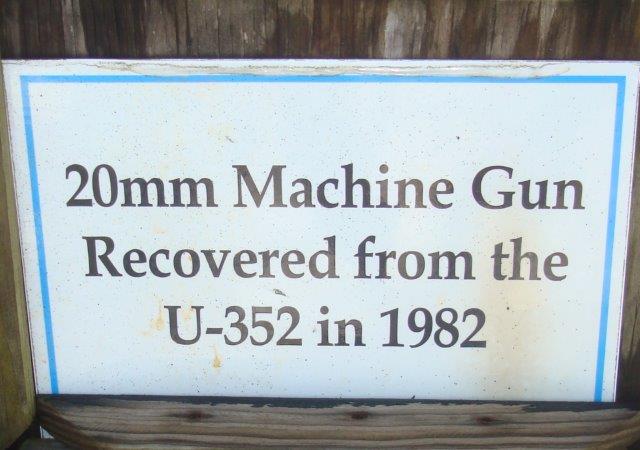 20mm Machine Gun
Recovered from the
U-352 in 1982